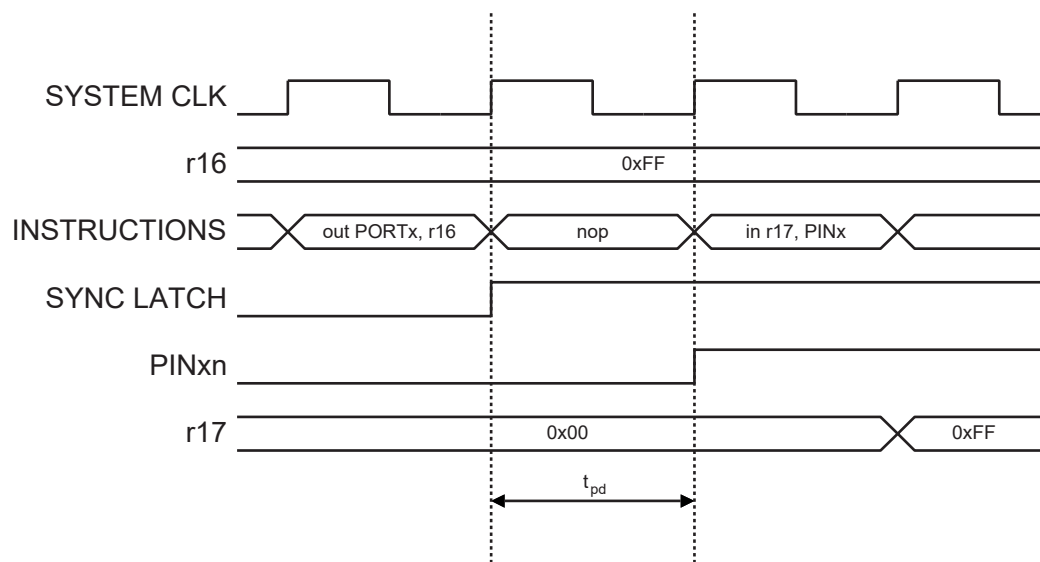 SYSTEM CLK
r16
0xFF
INSTRUCTIONS
out PORTx, r16
nop
in r17, PINx
SYNC LATCH
PINxn
r17
0x00
0xFF
tpd